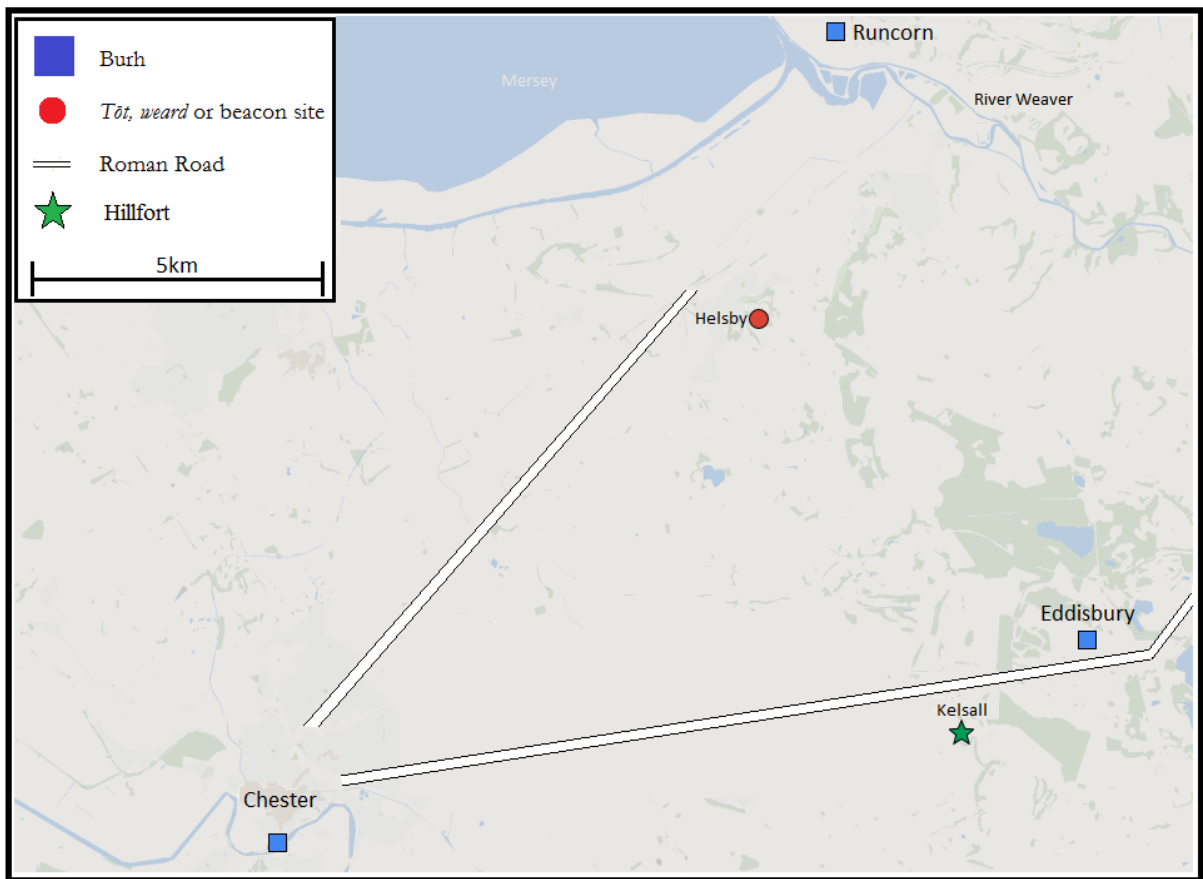 Burh
Tōt, weard or beacon site
Roman Road
Hillfort
5km
Mersey
Runcorn
River Weaver
Helsby
Eddisbury
Kelsall
Chester